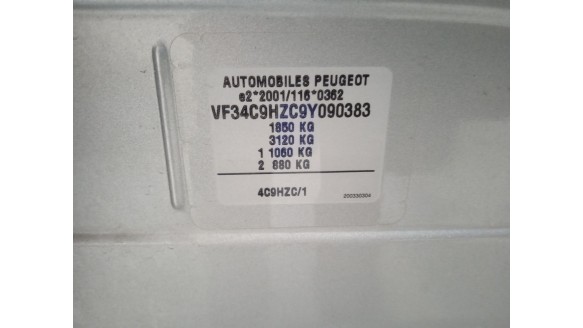 AUTOMOBILES PEUGEOT
e2*2001/116*0362
VF34C9HZC9Y090383
1850 KG
3120 KG
1 1060 KG
2 880 KG
4C9HZC/1
200330304